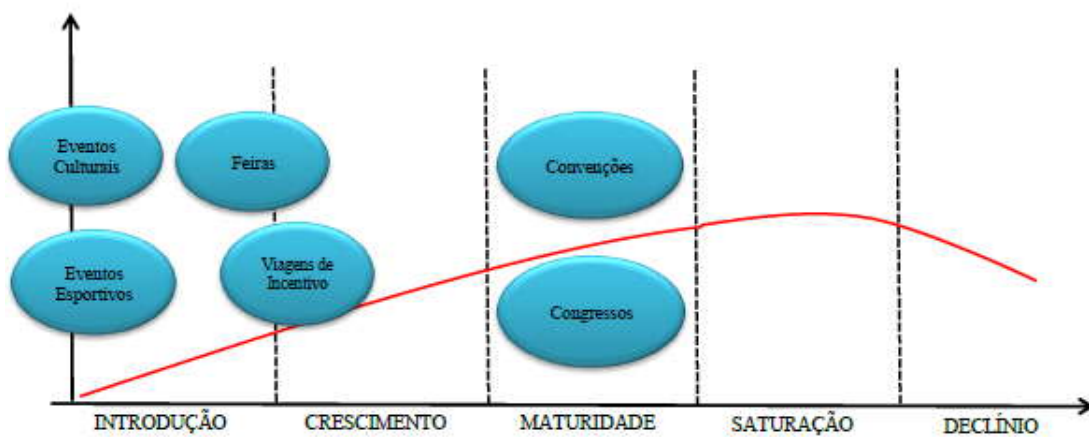 Eventos
Culturais
Feiras
Convenções
Eventos
Esportivos
Viagens de
Incentivo
Congressos
INTRODUÇÃO
CRESCIMENTO
MATURIDADE
SATURAÇÃO
DECLÍNIO